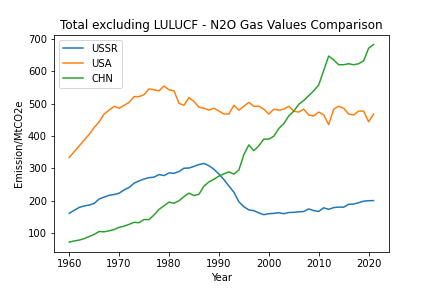 Total excluding LULUCF - N2O Gas Values Comparison
USSR
USA
CHN
Emission/MtCO2e
700
600
500
400
300
200
100
1960 1970 1980 1990 2000 2010 2020
Year